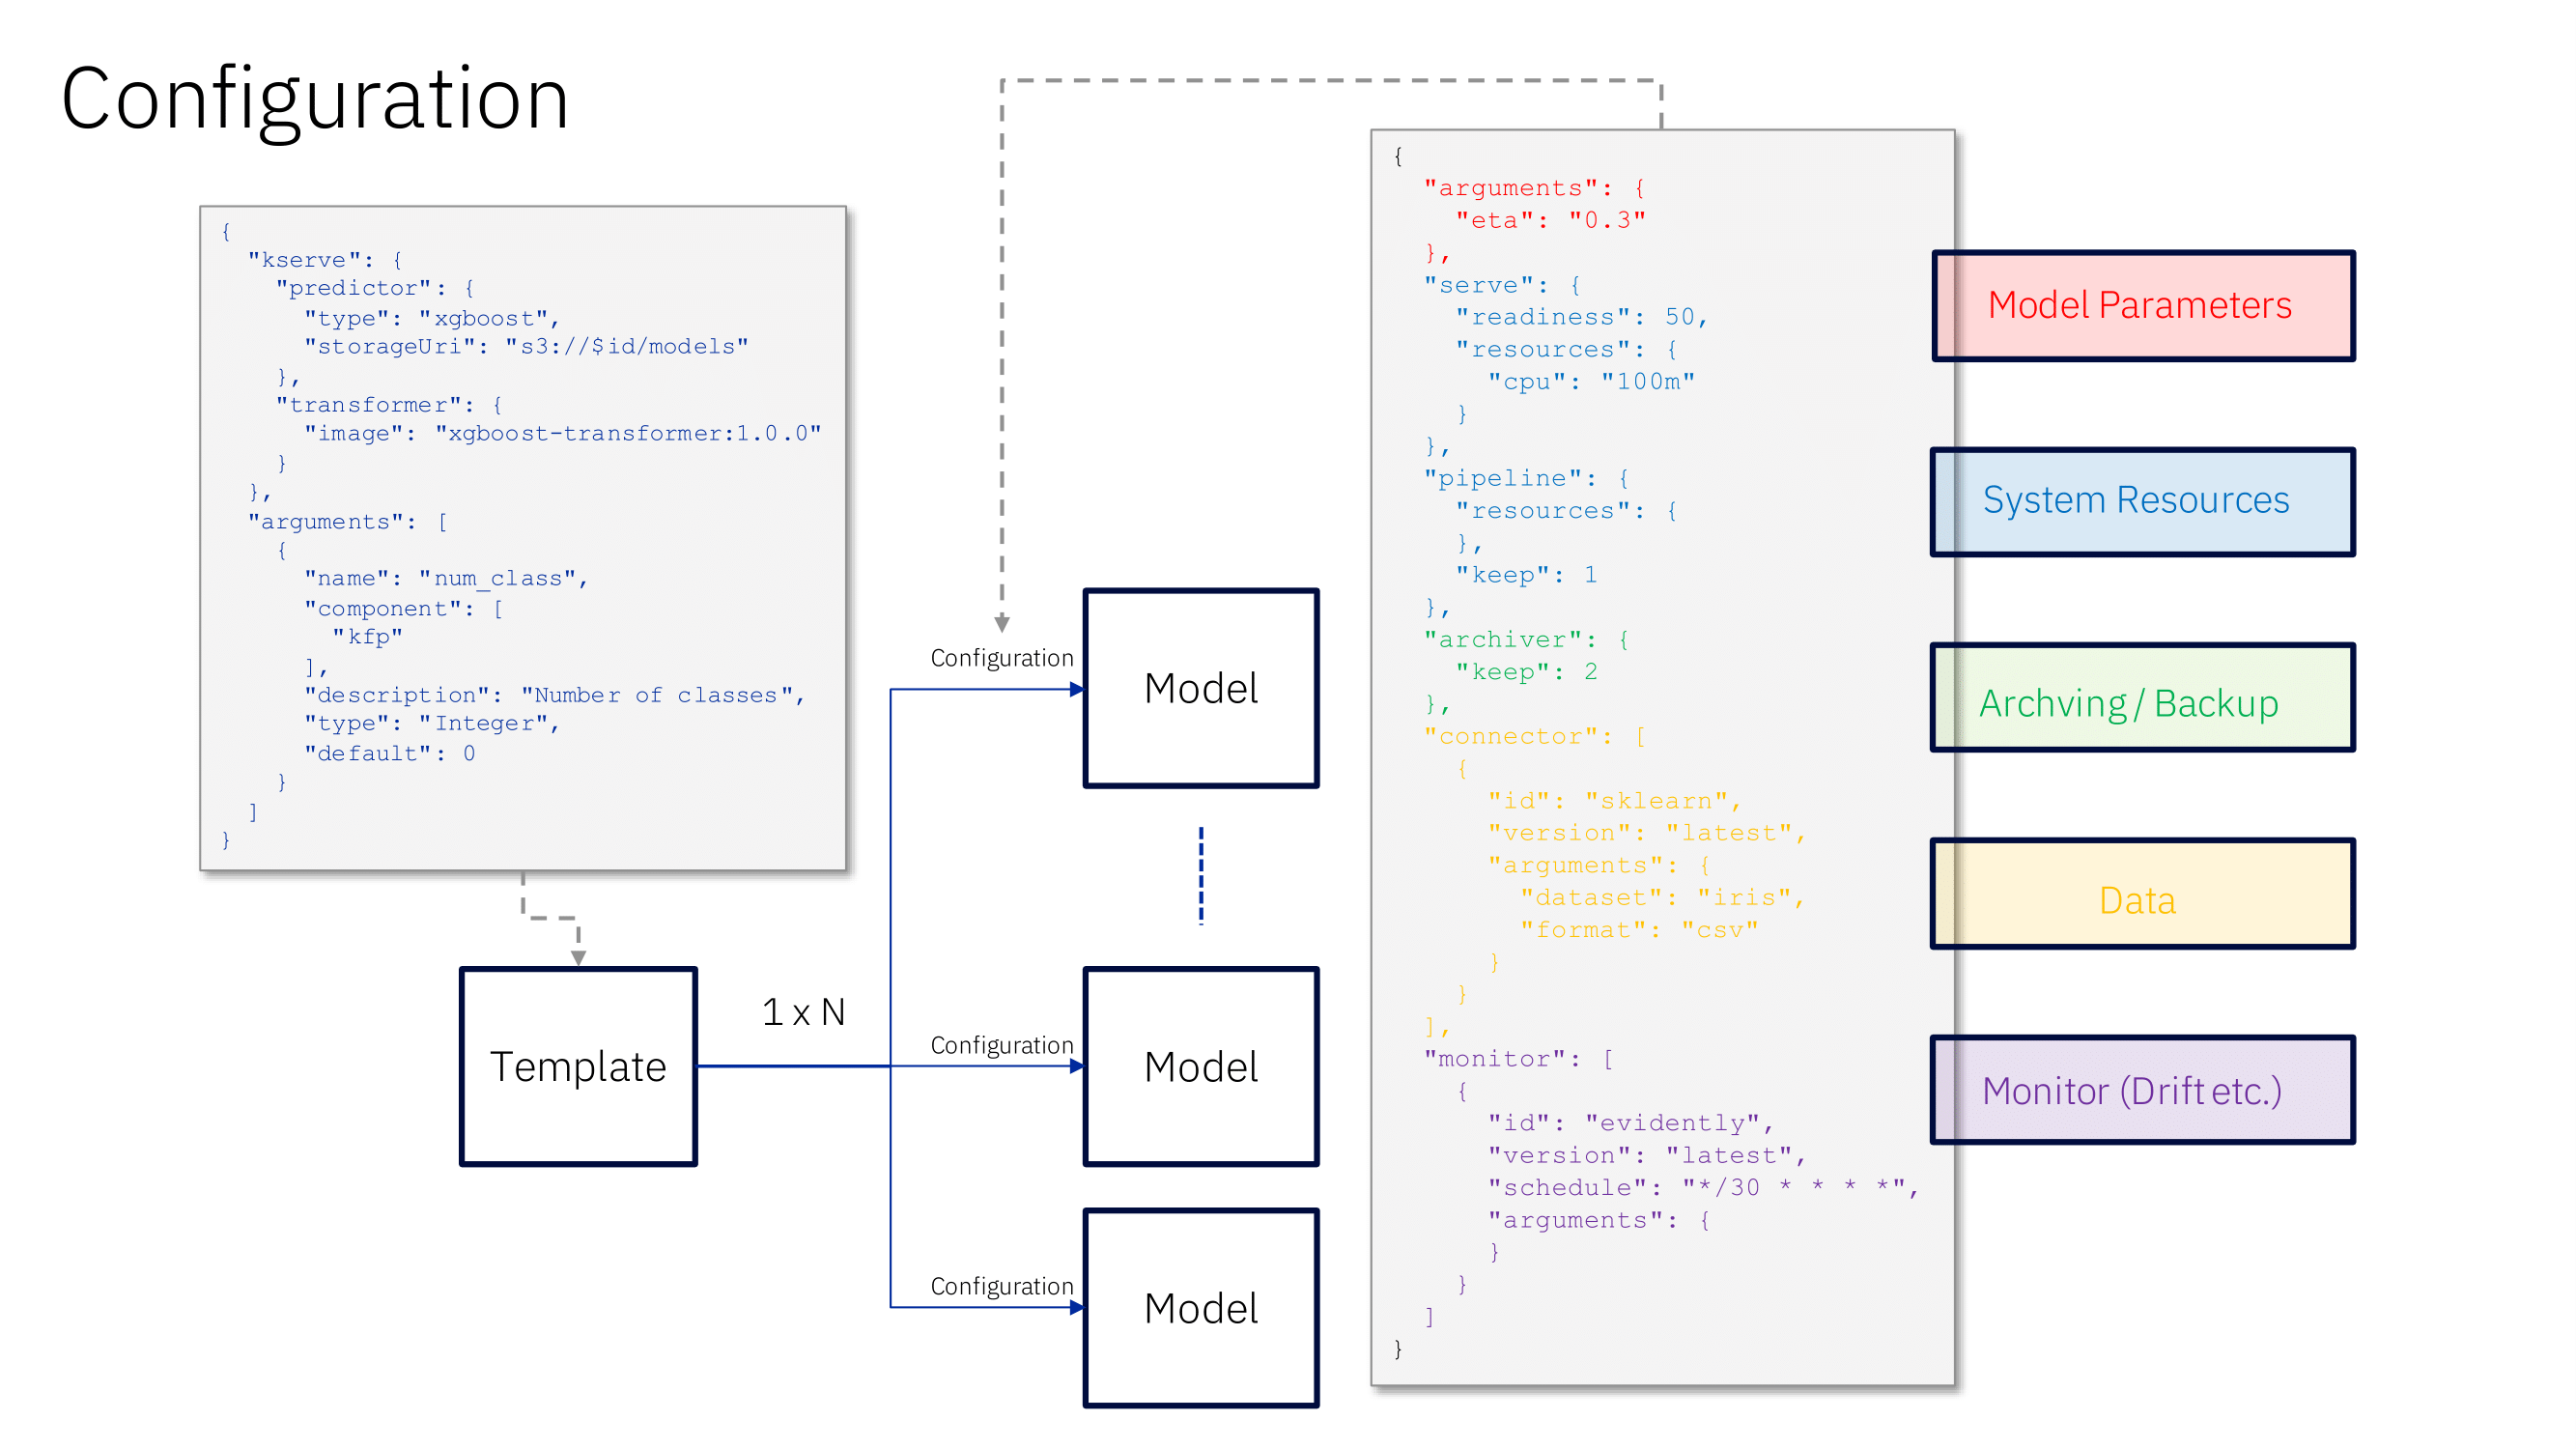 Configuration
{
  "kserve": {
    "predictor": {
      "type": "xgboost",
      "storageUri": "s3://$id/models"
    },
    "transformer": {
      "image": "xgboost-transformer:1.0.0"
    }
  },
  "arguments": [
    {
      "name": "num_class",
      "component": [
        "kfp"
      ],
      "description": "Number of classes",
      "type": "Integer",
      "default": 0
    }
  ]
}
Template
1 x N
Configuration
Model
Configuration
Model
Configuration
Model
{
  "arguments": {
    "eta": "0.3"
  },
  "serve": {
    "readiness": 50,
    "resources": {
      "cpu": "100m"
    }
  },
  "pipeline": {
    "resources": {
    },
    "keep": 1
  },
  "archiver": {
    "keep": 2
  },
  "connector": [
    {
      "id": "sklearn",
      "version": "latest",
      "arguments": {
        "dataset": "iris",
        "format": "csv"
      }
    }
  ],
  "monitor": [
    {
      "id": "evidently",
      "version": "latest",
      "schedule": "*/30 * * * *",
      "arguments": {
      }
    }
  ]
}
Model Parameters
System Resources
Archving / Backup
Data
Monitor (Drift etc.)